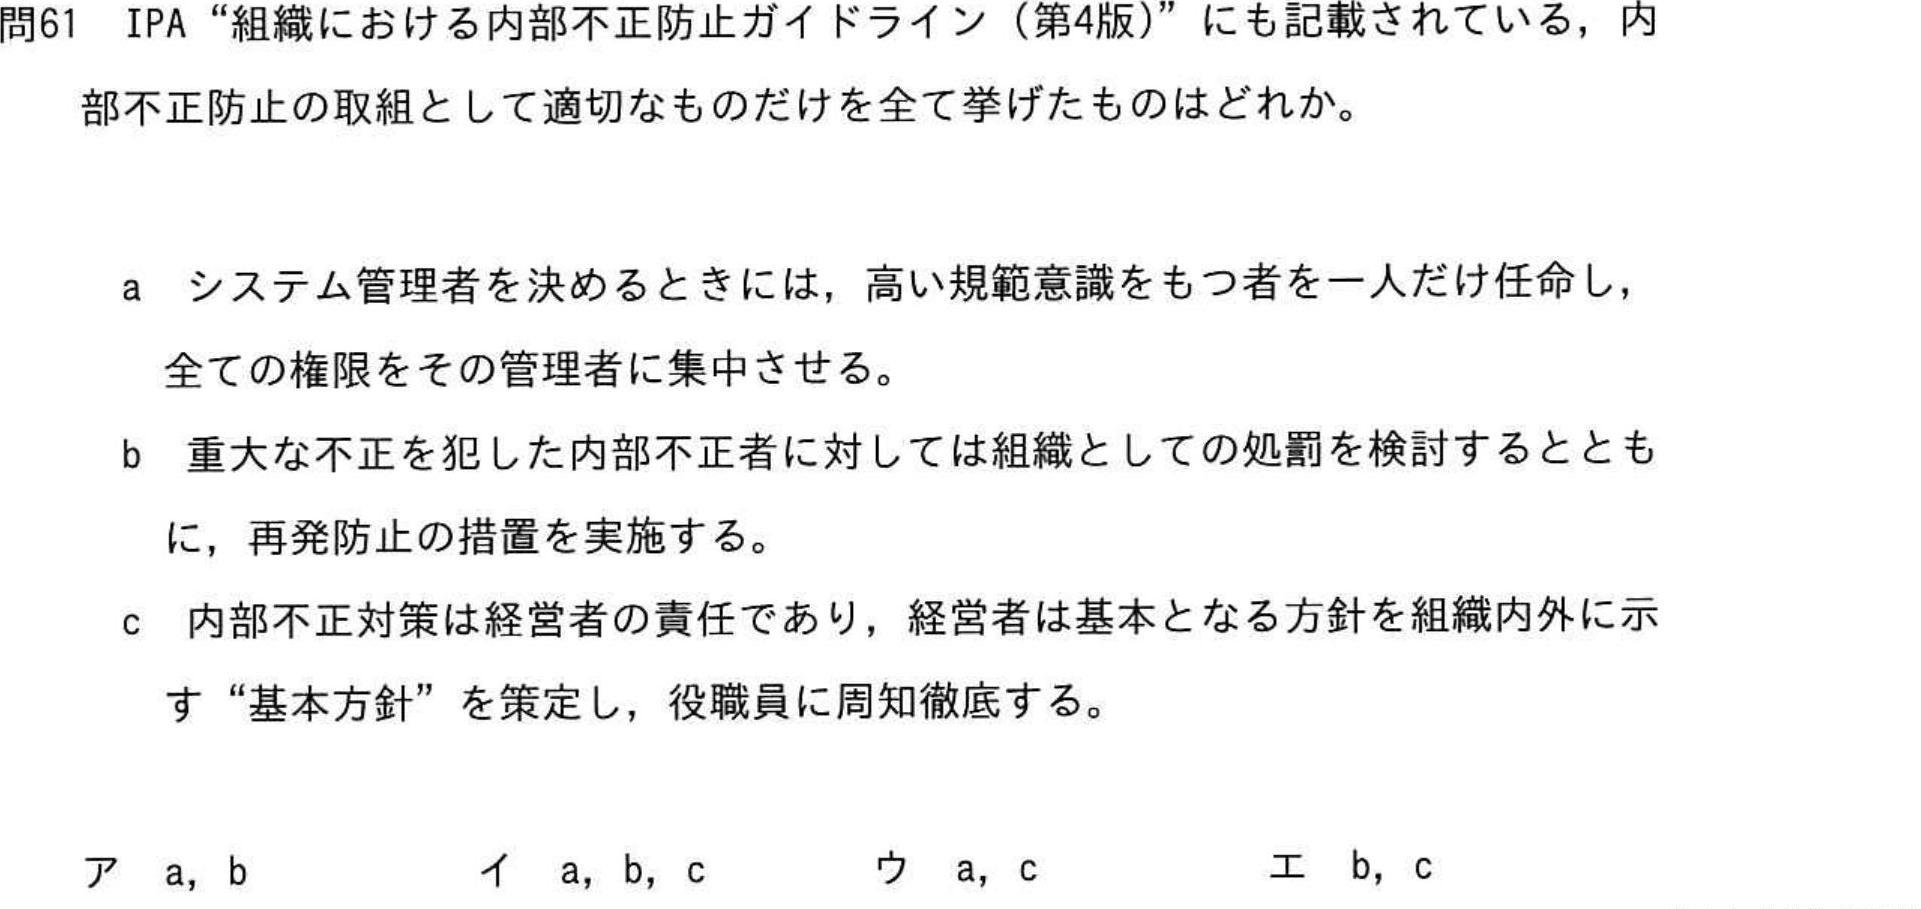 問61　IPA “組織における内部不正防止ガイドライン（第4版）” にも記載されている，内
部不正防止の取組として適切なものだけを全て挙げたものはどれか。
a　システム管理者を決めるときには，高い規範意識をもつ者を一人だけ任命し，
全ての権限をその管理者に集中させる。
b　重大な不正を犯した内部不正者に対しては組織としての処罰を検討するととも
に，再発防止の措置を実施する。
c　内部不正対策は経営者の責任であり，経営者は基本となる方針を組織内外に示
す “基本方針” を策定し，役職員に周知徹底する。
ア　a，b　　イ　a，b，c　　ウ　a，c　　エ　b，c